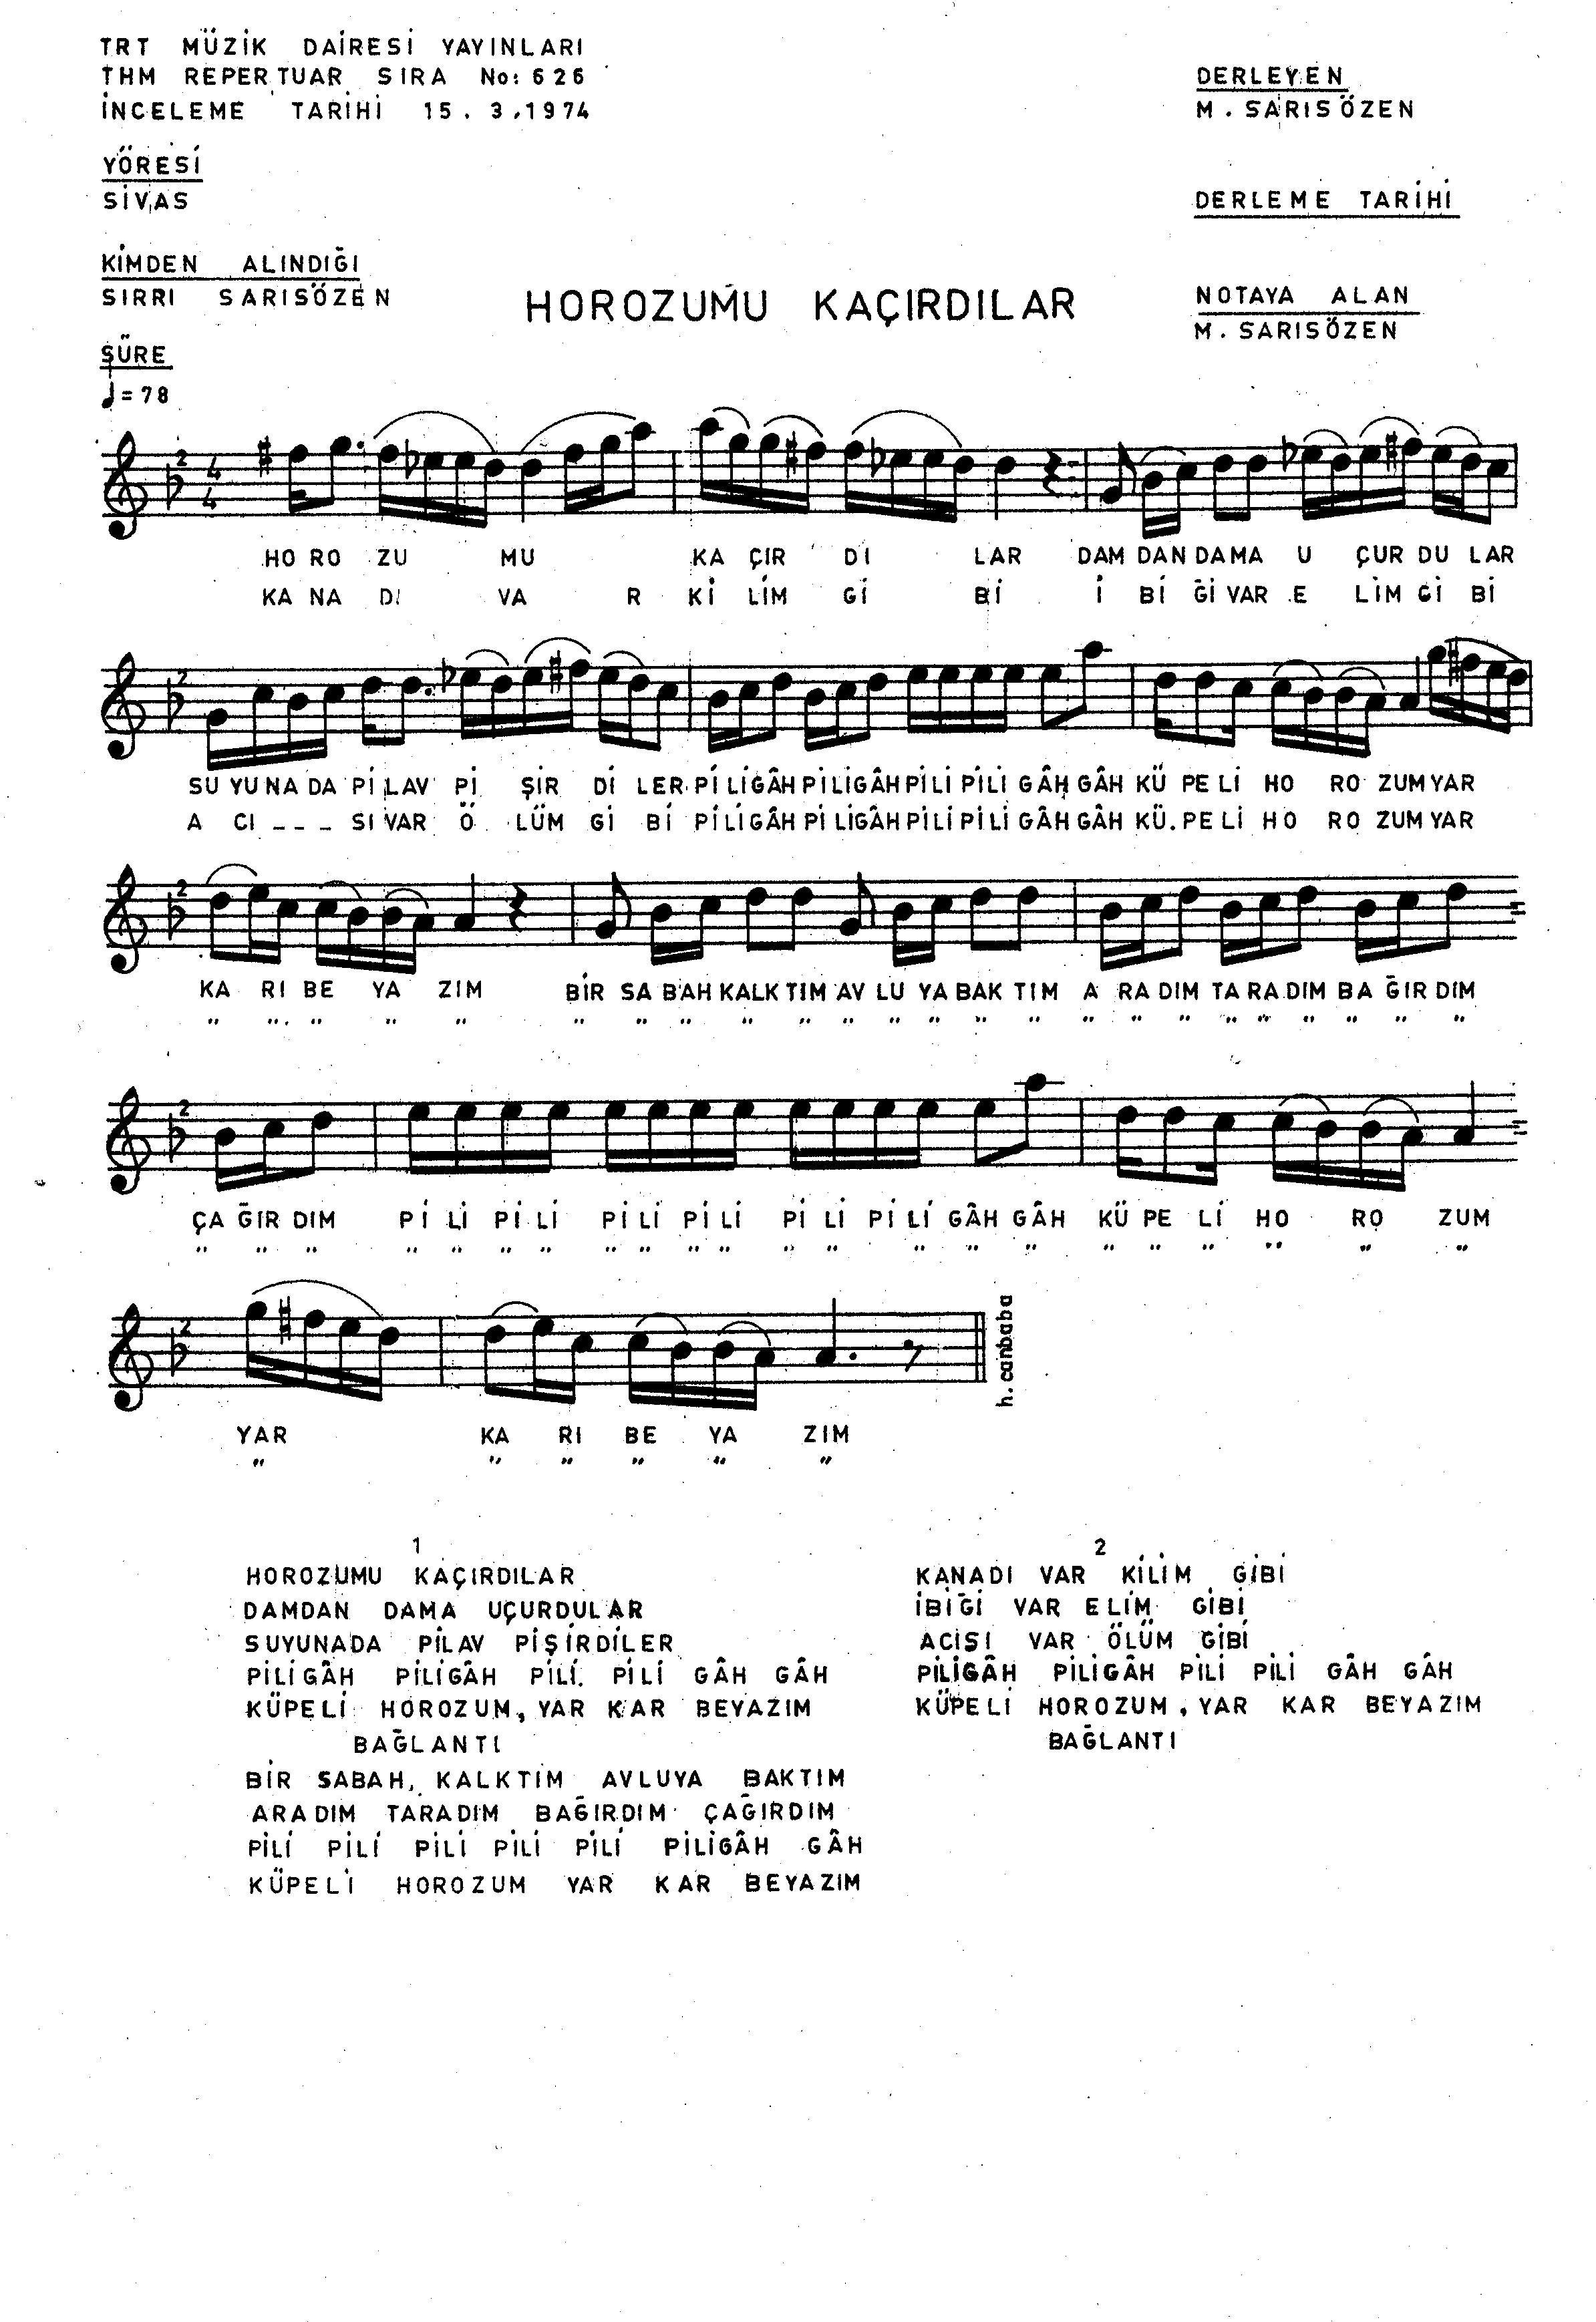 TRT MÜZİK DAİRESİ YAYINLARI
THM REPERTUAR SIRA No: 626
İNCELEME TARİHİ 15.3.1974
DERLEYEN
M. SARISÖZEN
YÖRESİ
SİVAS
DERLEME TARİHİ
KİMDEN ALINDIĞI
SIRRI SARISÖZEN
HOROZUMU KAÇIRDILAR
NOTAYA ALAN
M. SARISÖZEN
SÜRE
♩=78
2 4 4
HO RO ZU MU KA ÇIR DI LAR DAM DAN DAMA U ÇUR DU LAR
KA NA DI VA R Kİ LİM Gİ Bİ İ Bİ Ğİ VAR E LİM Gİ Bİ
2
SU YU NA DA Pİ LAV Pİ ŞİR Dİ LER PİLİGÂH PİLİGÂH PİLİ PİLİ GÂH GÂH KÜ PE Lİ HO RO ZUM YAR
A CI _ _ _ SI VAR Ö LÜM Gİ Bİ PİLİGÂH PİLİGÂH PİLİ PİLİ GÂH GÂH KÜ. PE Lİ HO RO ZUM YAR
2
KA RI BE YA ZIM BİR SA BAH KALK TIM AV LU YA BAK TIM A RA DIM TA RA DIM BA ĞIR DIM
" " " " " " " " " " " " " " " " " " " " " " " "
2
ÇA ĞIR DIM Pİ Lİ Pİ Lİ Pİ Lİ Pİ Lİ Pİ Lİ Pİ Lİ GÂH GÂH KÜ PE Lİ HO RO ZUM
" " " " " " " " " " " " " " " " " " " " " "
2
h. canbaba
YAR KA RI BE YA ZIM
" " " " " "
1
HOROZUMU KAÇIRDILAR
DAMDAN DAMA UÇURDULAR
SUYUNADA PİLAV PİŞİRDİLER
PİLİGÂH PİLİGÂH PİLİ. PİLİ GÂH GÂH
KÜPELİ HOROZUM, YAR KAR BEYAZIM
BAĞLANTI
BİR SABAH, KALKTIM AVLUYA BAKTIM
ARADIM TARADIM BAĞIRDIM ÇAĞIRDIM
PİLİ PİLİ PİLİ PİLİ PİLİ PİLİGÂH GÂH
KÜPELİ HOROZUM YAR KAR BEYAZIM
2
KANADI VAR KİLİM GİBİ
İBİĞİ VAR ELİM GİBİ
ACISI VAR ÖLÜM GİBİ
PİLİGÂH PİLİGÂH PİLİ PİLİ GÂH GÂH
KÜPELİ HOROZUM, YAR KAR BEYAZIM
BAĞLANTI